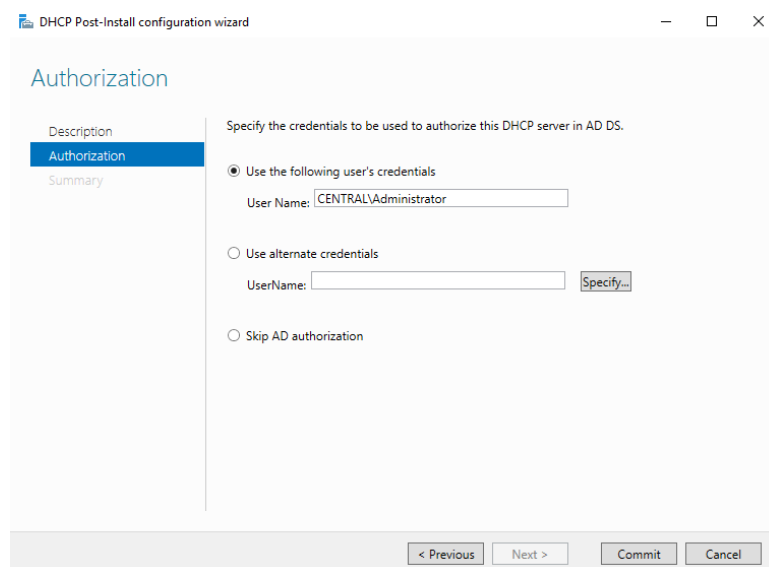 DHCP Post-Install configuration wizard
Authorization
Description
Authorization
Summary
Specify the credentials to be used to authorize this DHCP server in AD DS.
Use the following user's credentials
User Name: CENTRAL\Administrator
Use alternate credentials
UserName: Specify...
Skip AD authorization
< Previous Next > Commit Cancel